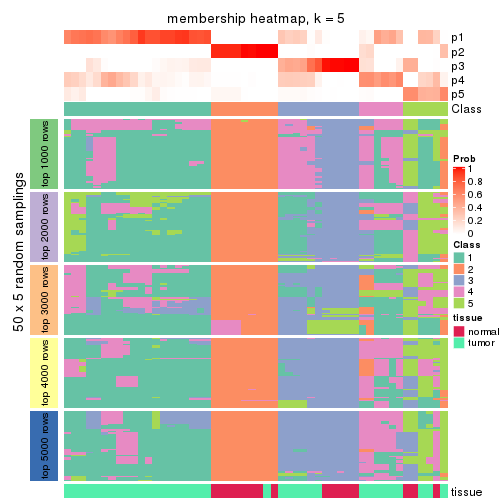 membership heatmap, k = 5
p1
p2
p3
p4
p5
Class
50 x 5 random samplings
top 1000 rows
top 2000 rows
top 3000 rows
top 4000 rows
top 5000 rows
tissue
Prob
1
0.8
0.6
0.4
0.2
0
Class
1
2
3
4
5
tissue
normal
tumor